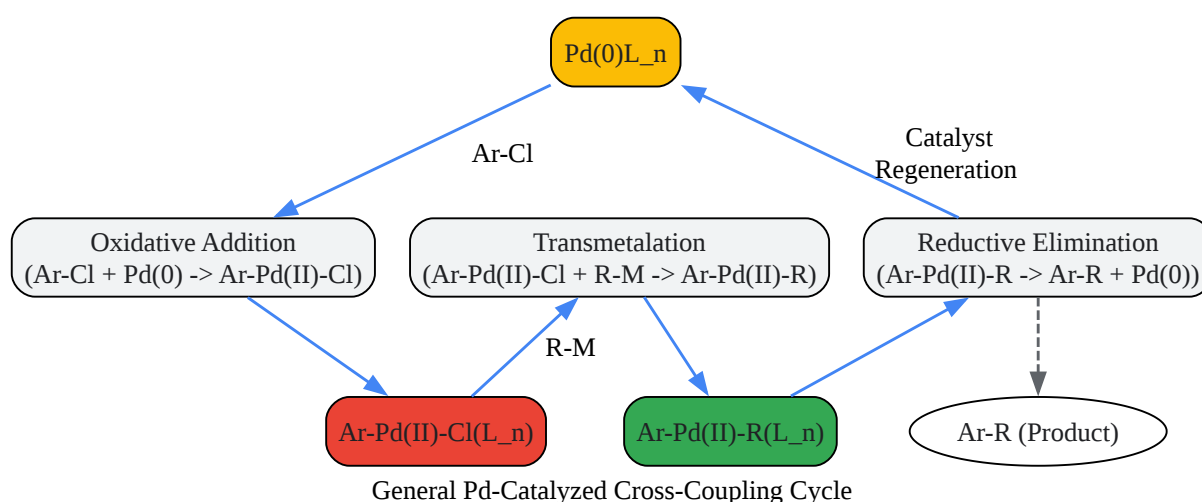 Pd(0)L_n
Ar-Cl
Catalyst
Regeneration
Oxidative Addition
(Ar-Cl + Pd(0) -> Ar-Pd(II)-Cl)
Transmetalation
(Ar-Pd(II)-Cl + R-M -> Ar-Pd(II)-R)
Reductive Elimination
(Ar-Pd(II)-R -> Ar-R + Pd(0))
R-M
Ar-Pd(II)-Cl(L_n)
Ar-Pd(II)-R(L_n)
Ar-R (Product)
General Pd-Catalyzed Cross-Coupling Cycle